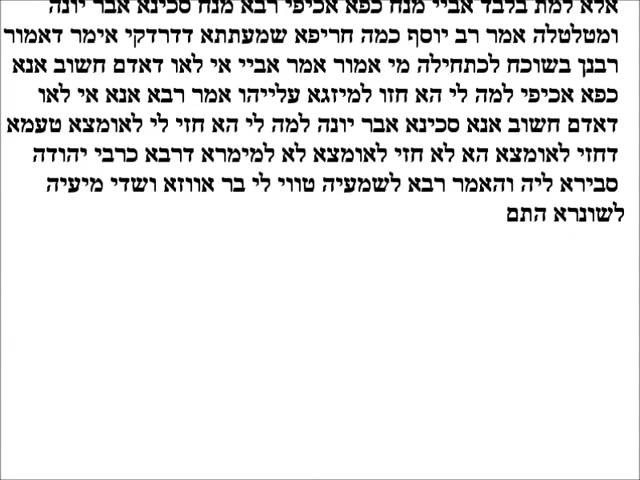 אלא למת בלבד אביי מנח כפא אכיפי רבא מנח סכינא אבר יונה
ומטלטלה אמר רב יוסף כמה חריפא שמעתתא דדרדקי אימר דאמור
רבנן בשוכח לכתחילה מי אמור אמר אביי אי לאו דאדם חשוב אנא
כפא אכיפי למה לי הא חזו למיזגא עלייהו אמר רבא אנא אי לאו
דאדם חשוב אנא סכינא אבר יונה למה לי הא חזי לי לאומצא טעמא
דחזי לאומצא הא לא חזי לאומצא לא למימרא דרבא כרבי יהודה
סבירא ליה והאמר רבא לשמעיה טווי לי בר אווזא ושדי מיעיה
לשונרא התם